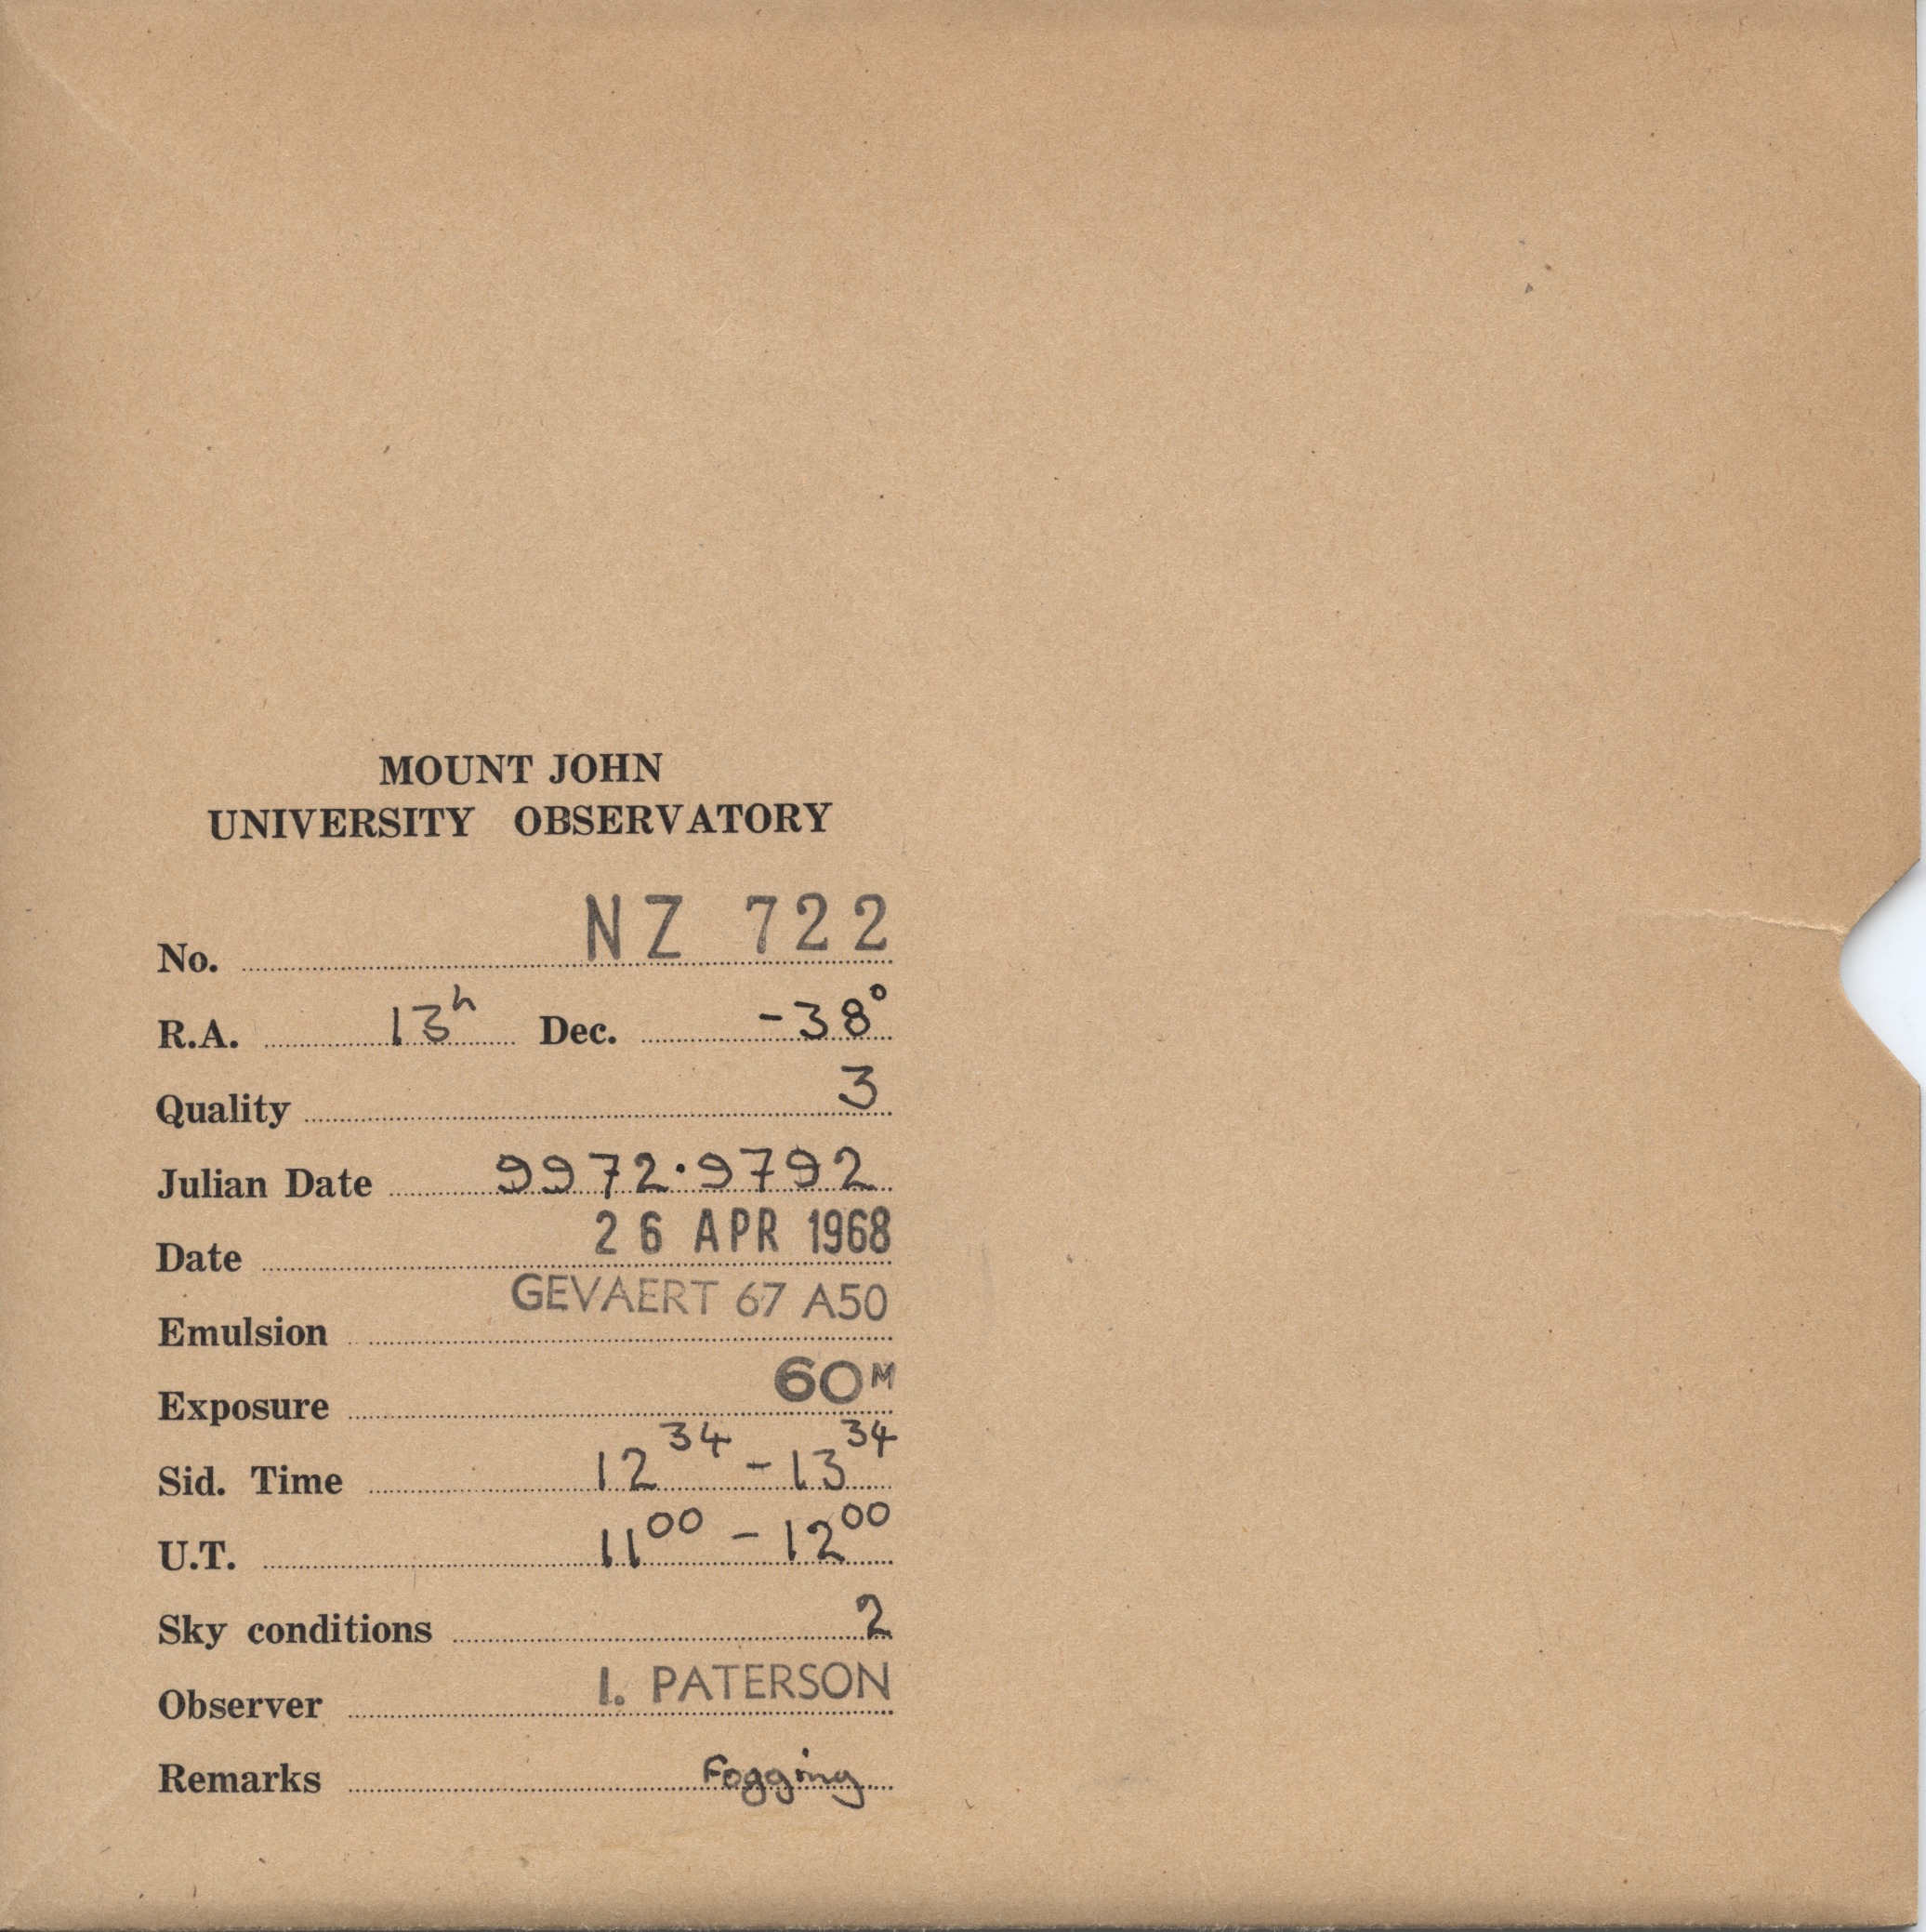 MOUNT JOHN
UNIVERSITY OBSERVATORY
No. NZ 722
R.A. 13h Dec. -38°
Quality 3
Julian Date 9972.9792
Date 26 APR 1968
Emulsion GEVAERT 67 A50
Exposure 60M
Sid. Time 12 34 - 13 34
U.T. 11 00 - 12 00
Sky conditions 2
Observer I. PATERSON
Remarks Fogging